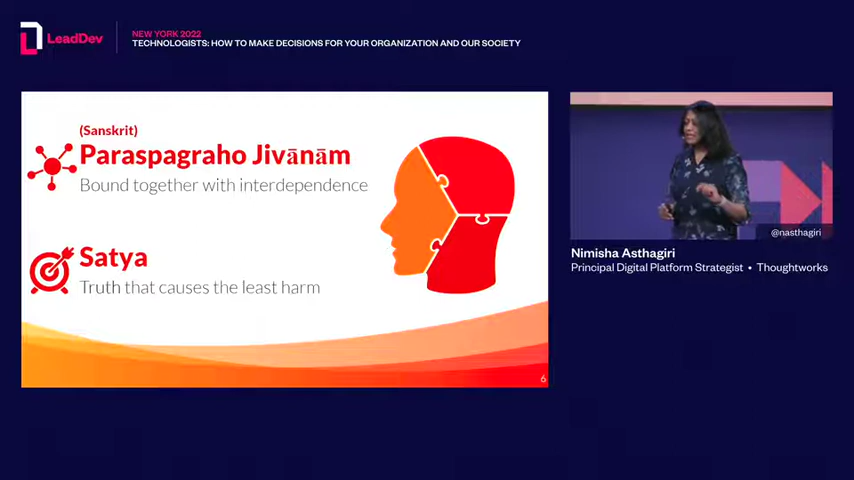 LeadDev
NEW YORK 2022
TECHNOLOGISTS: HOW TO MAKE DECISIONS FOR YOUR ORGANIZATION AND OUR SOCIETY
(Sanskrit)
Paraspagraho Jivānām
Bound together with interdependence
Satya
Truth that causes the least harm
6
@nasthagiri
Nimisha Asthagiri
Principal Digital Platform Strategist • Thoughtworks